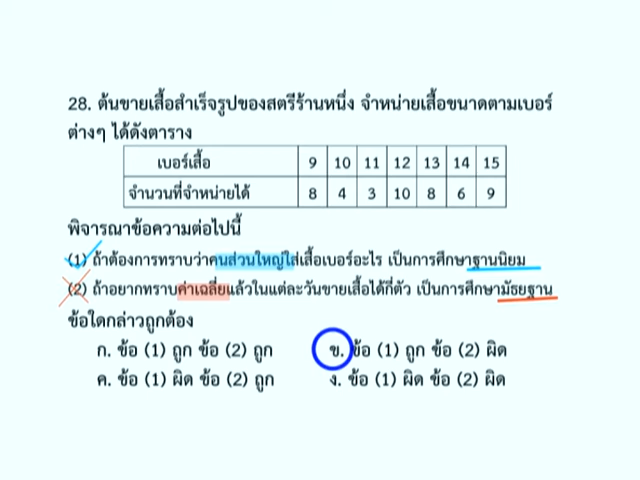 28. ต้นขายเสื้อสำเร็จรูปของสตรีร้านหนึ่ง จำหน่ายเสื้อขนาดตามเบอร์
ต่างๆ ได้ดังตาราง
เบอร์เสื้อ 9 10 11 12 13 14 15
จำนวนที่จำหน่ายได้ 8 4 3 10 8 6 9
พิจารณาข้อความต่อไปนี้
(1) ถ้าต้องการทราบว่าคนส่วนใหญ่ใส่เสื้อเบอร์อะไร เป็นการศึกษาฐานนิยม
(2) ถ้าอยากทราบค่าเฉลี่ยแล้วในแต่ละวันขายเสื้อได้กี่ตัว เป็นการศึกษามัธยฐาน
ข้อใดกล่าวถูกต้อง
ก. ข้อ (1) ถูก ข้อ (2) ถูก ข. ข้อ (1) ถูก ข้อ (2) ผิด
ค. ข้อ (1) ผิด ข้อ (2) ถูก ง. ข้อ (1) ผิด ข้อ (2) ผิด